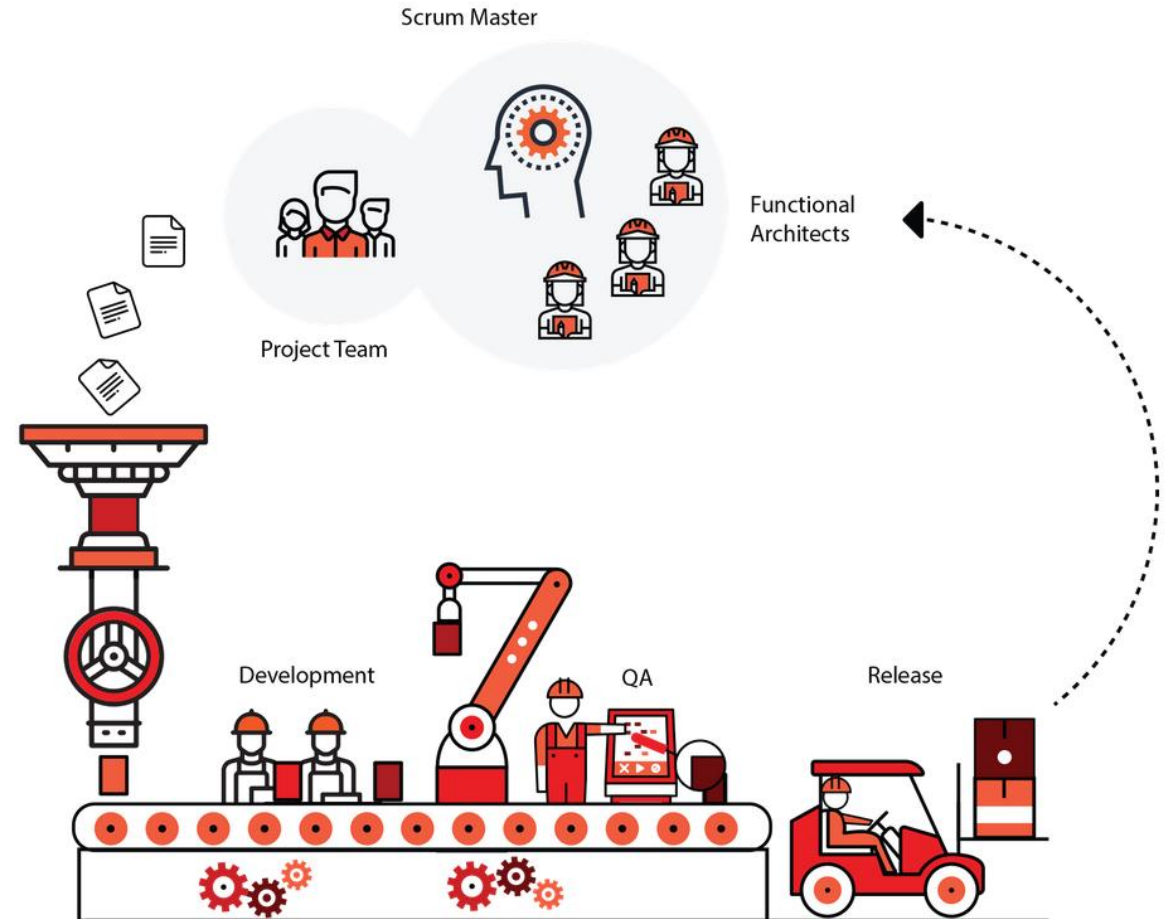 Scrum Master
Functional
Architects
Project Team
Development
QA
Release